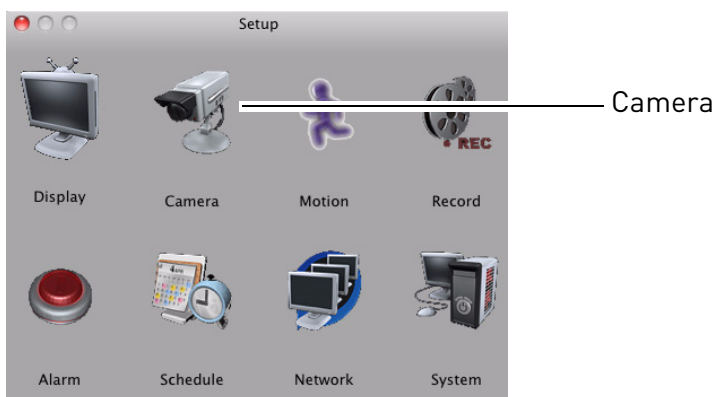 Setup
Camera
REC
Display Camera Motion Record
Alarm Schedule Network System